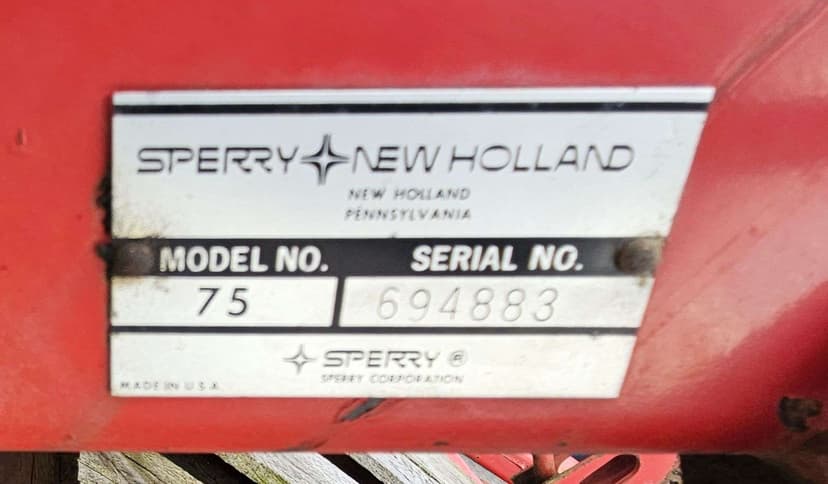 SPERRY NEW HOLLAND
NEW HOLLAND
PENNSYLVANIA
MODEL NO. SERIAL NO.
75 694883
SPERRY ®
SPERRY CORPORATION
MADE IN U.S.A